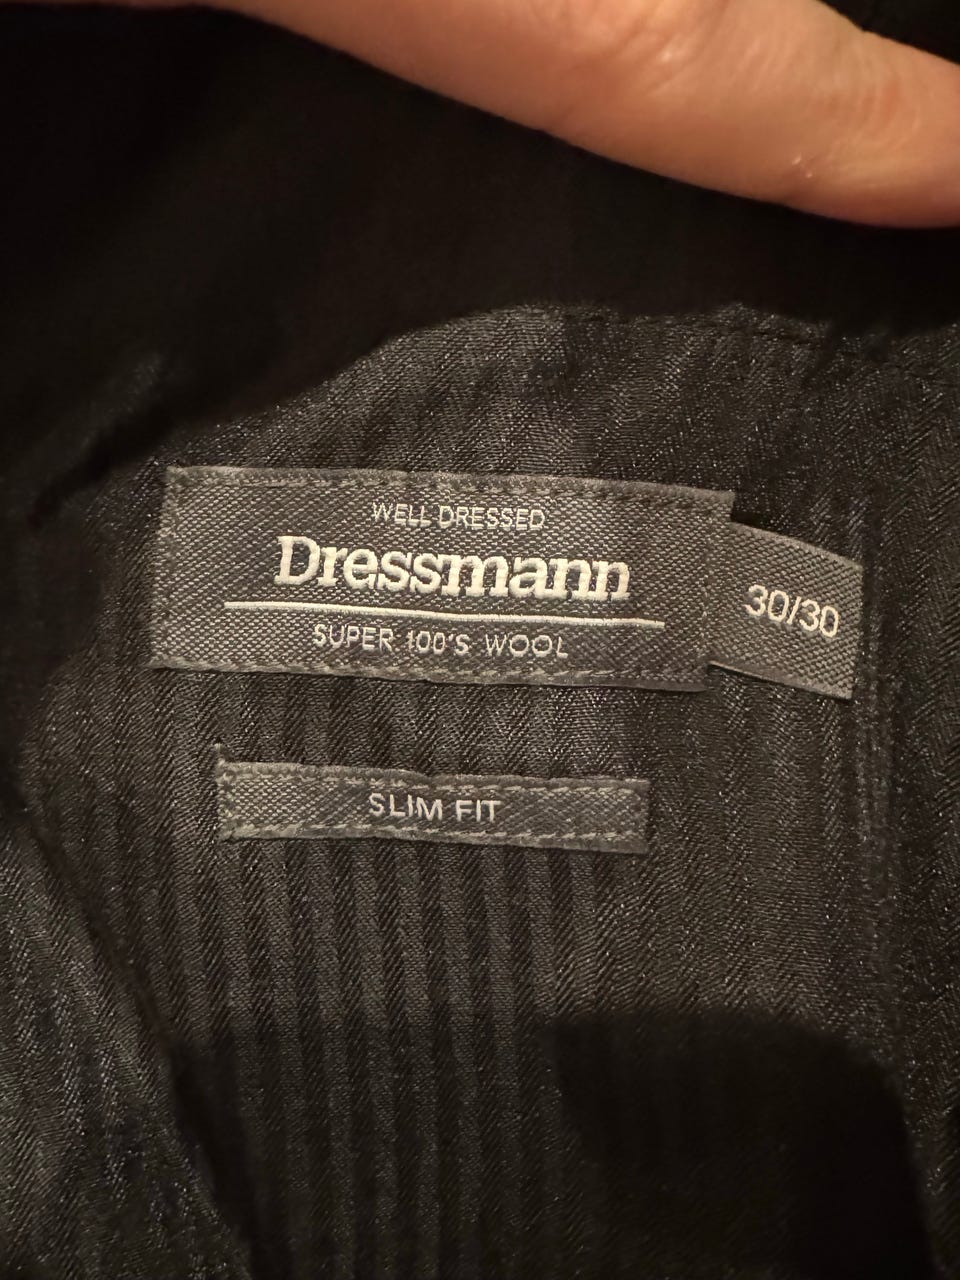 WELL DRESSED
Dressmann
SUPER 100'S WOOL
30/30
SLIM FIT